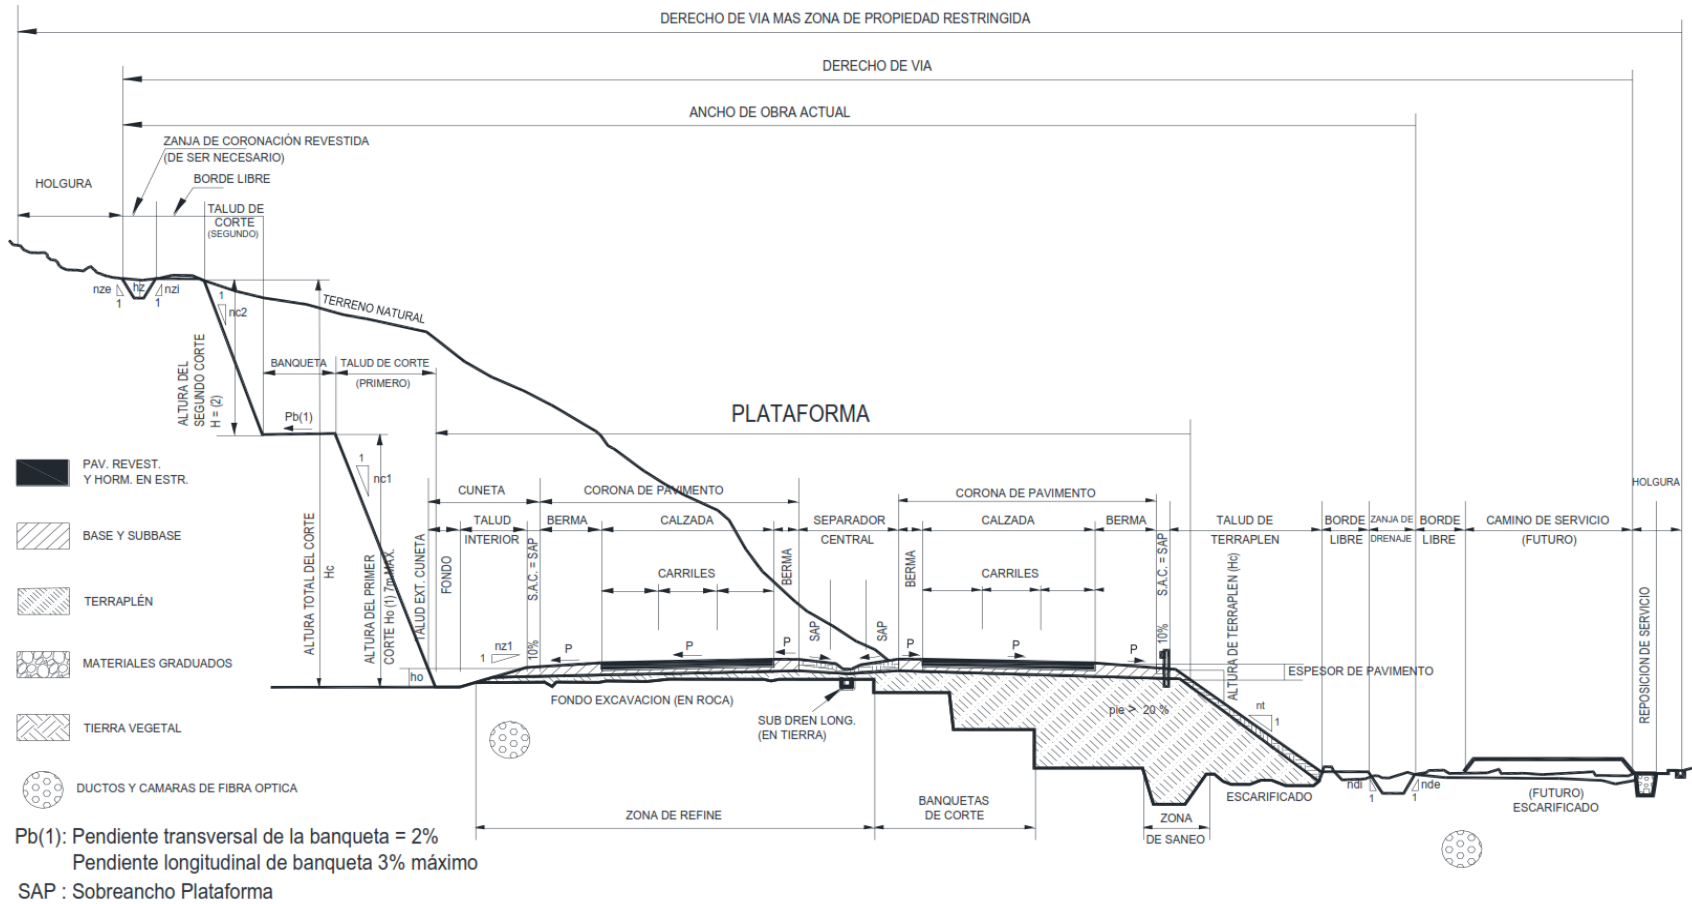 DERECHO DE VIA MAS ZONA DE PROPIEDAD RESTRINGIDA
DERECHO DE VIA
ANCHO DE OBRA ACTUAL
ZANJA DE CORONACIÓN REVESTIDA
(DE SER NECESARIO)
HOLGURA
BORDE LIBRE
TALUD DE
CORTE
(SEGUNDO)
nze
hz
nzi
1
1
1
nc2
TERRENO NATURAL
ALTURA DEL
SEGUNDO CORTE
H = (2)
BANQUETA
TALUD DE CORTE
(PRIMERO)
Pb(1)
PLATAFORMA
1
nc1
PAV. REVEST.
Y HORM. EN ESTR.
BASE Y SUBBASE
TERRAPLÉN
MATERIALES GRADUADOS
TIERRA VEGETAL
DUCTOS Y CAMARAS DE FIBRA OPTICA
ALTURA TOTAL DEL CORTE
Hc
ALTURA DEL PRIMER
CORTE Ho (1) 7m MAX.
CUNETA
CORONA DE PAVIMENTO
CORONA DE PAVIMENTO
HOLGURA
TALUD EXT. CUNETA
FONDO
TALUD
INTERIOR
S.A.C. = SAP
10%
BERMA
CALZADA
BERMA
SEPARADOR
CENTRAL
BERMA
CALZADA
BERMA
S.A.C. = SAP
10%
TALUD DE
TERRAPLEN
BORDE
LIBRE
ZANJA DE
DRENAJE
BORDE
LIBRE
CAMINO DE SERVICIO
(FUTURO)
CARRILES
CARRILES
SAP
SAP
nz1
1
P
P
P
P
P
P
ho
ALTURA DE TERRAPLEN (Hc)
ESPESOR DE PAVIMENTO
REPOSICION DE SERVICIO
FONDO EXCAVACION (EN ROCA)
SUB DREN LONG.
(EN TIERRA)
pie > 20 %
nt
1
ndi
1
1
nde
ZONA DE REFINE
BANQUETAS
DE CORTE
ZONA
DE SANEO
ESCARIFICADO
(FUTURO)
ESCARIFICADO
Pb(1): Pendiente transversal de la banqueta = 2%
Pendiente longitudinal de banqueta 3% máximo
SAP : Sobreancho Plataforma